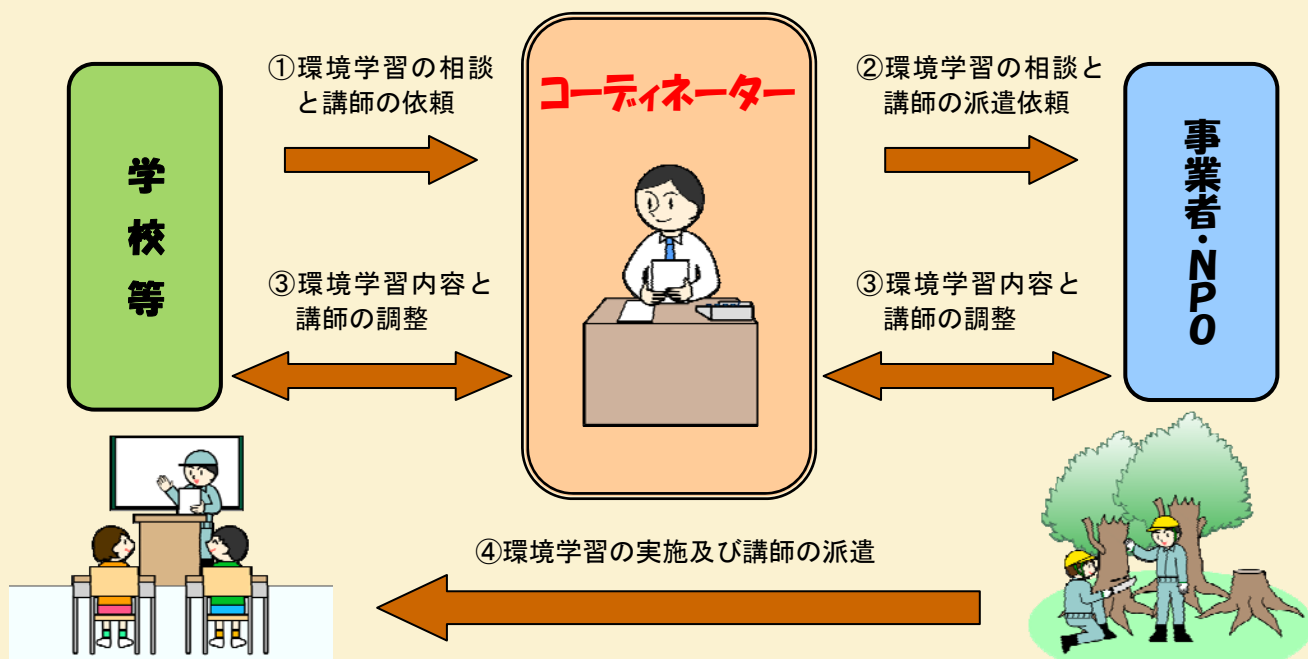 ①環境学習の相談
と講師の依頼
コーディネーター
②環境学習の相談と
講師の派遣依頼
学校等
事業者・NPO
③環境学習内容と
講師の調整
③環境学習内容と
講師の調整
④環境学習の実施及び講師の派遣